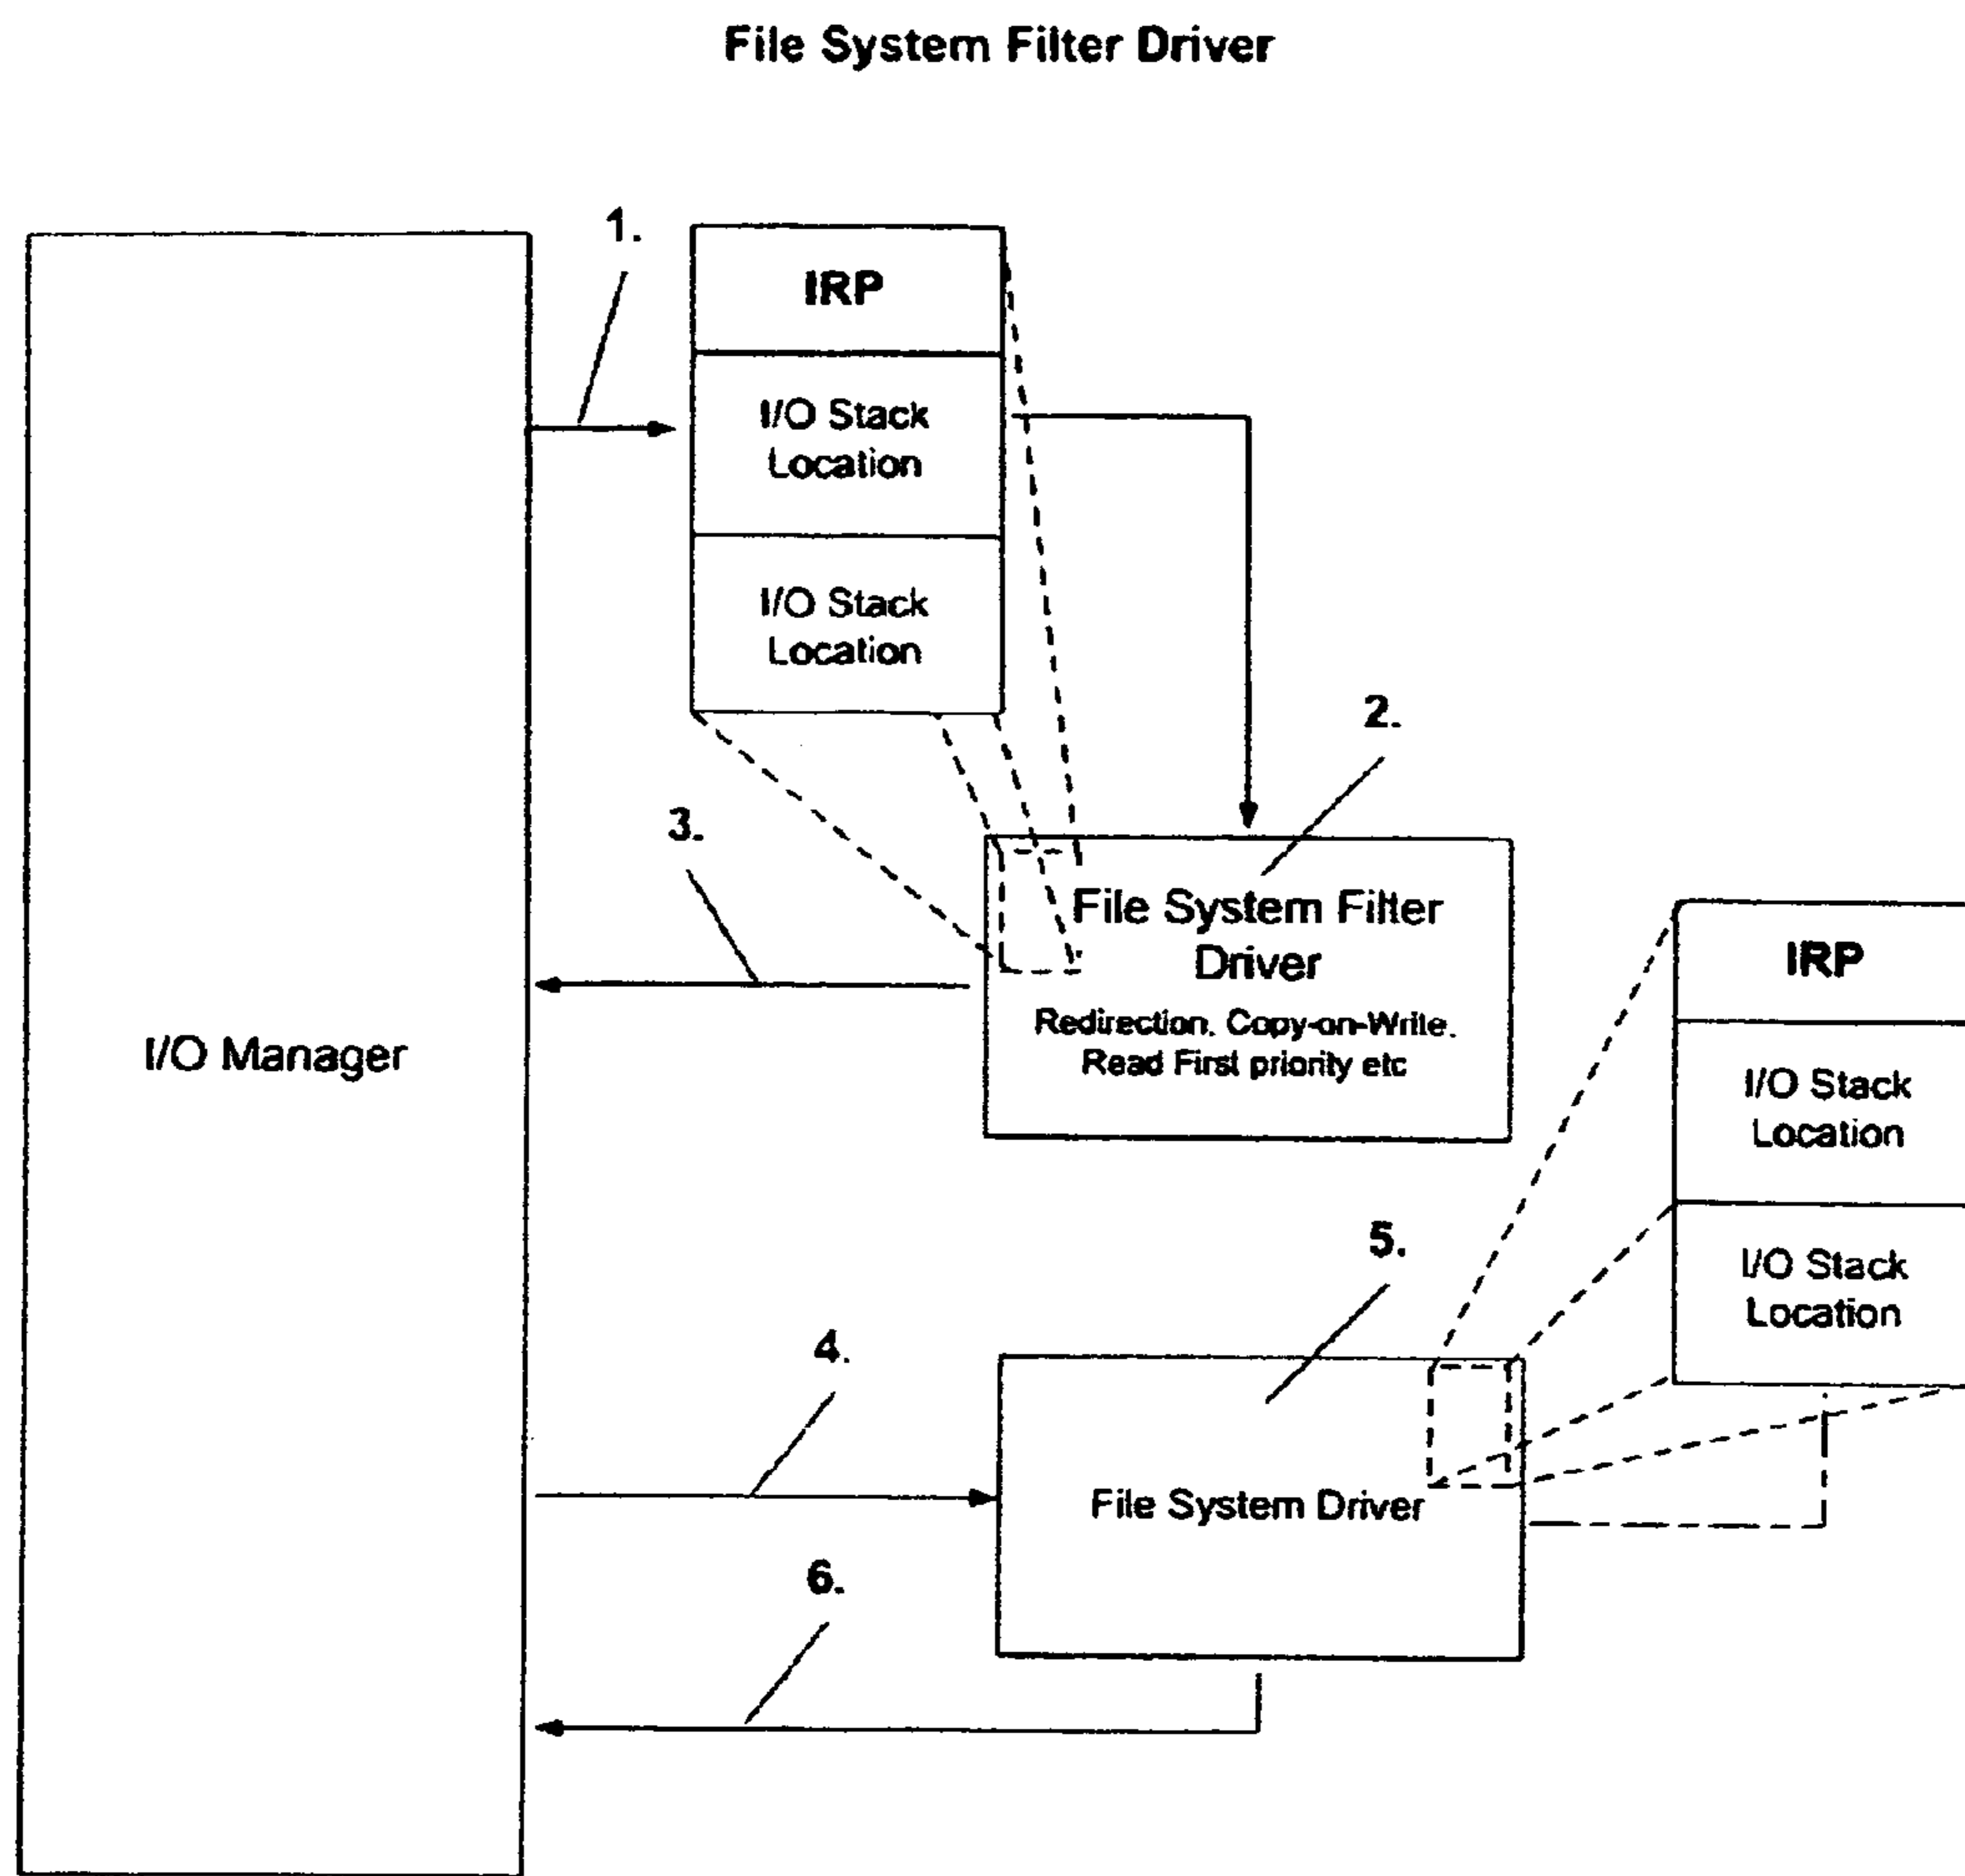 File System Filter Driver
1.
IRP
I/O Stack
Location
I/O Stack
Location
2.
3.
File System Filter
Driver
Redirection, Copy-on-Write,
Read First priority etc
I/O Manager
IRP
I/O Stack
Location
I/O Stack
Location
5.
4.
File System Driver
6.